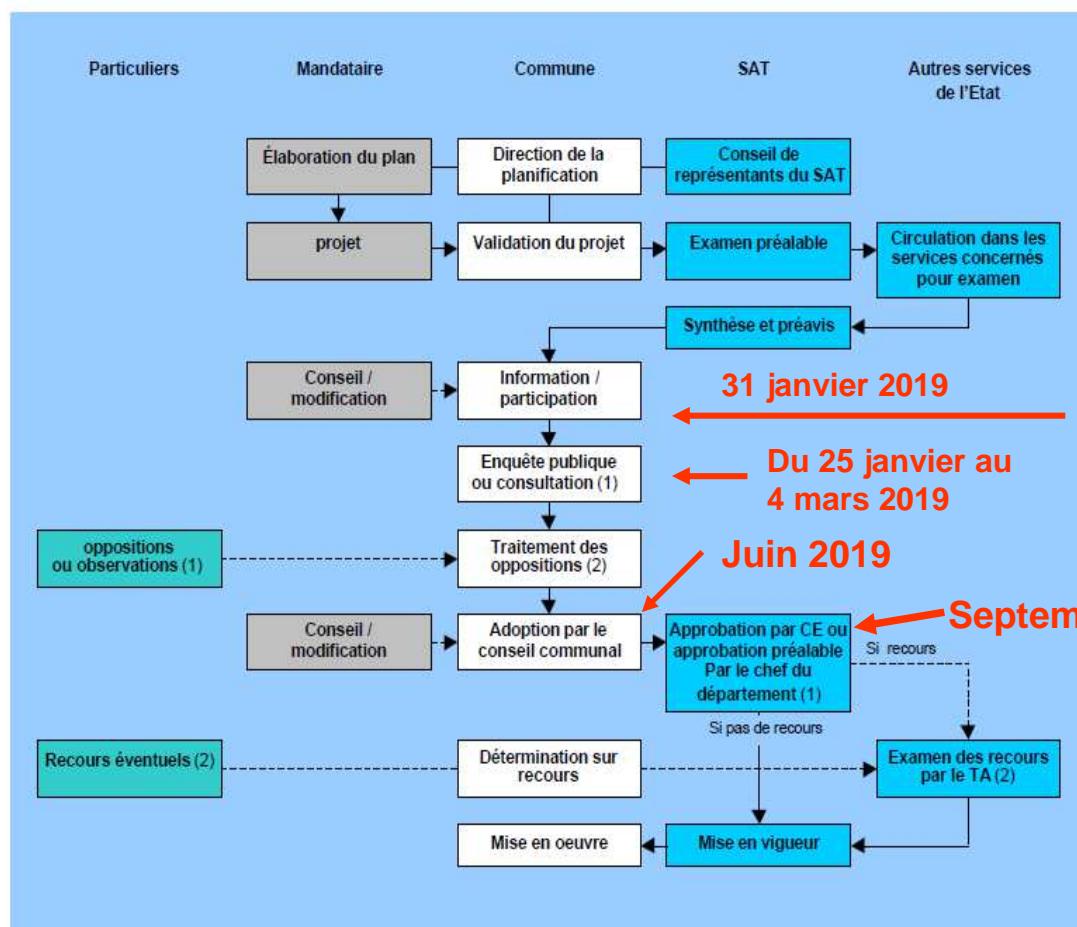 Particuliers
Mandataire
Commune
SAT
Autres services
de l'Etat
Élaboration du plan
Direction de la
planification
Conseil de
représentants du SAT
projet
Validation du projet
Examen préalable
Circulation dans les
services concernés
pour examen
Synthèse et préavis
Conseil /
modification
Information /
participation
31 janvier 2019
Enquête publique
ou consultation (1)
Du 25 janvier au
4 mars 2019
oppositions
ou observations (1)
Traitement des
oppositions (2)
Juin 2019
Conseil /
modification
Adoption par le
conseil communal
Approbation par CE ou
approbation préalable
Par le chef du
département (1)
Septem
Si recours
Si pas de recours
Recours éventuels (2)
Détermination sur
recours
Examen des recours
par le TA (2)
Mise en oeuvre
Mise en vigueur